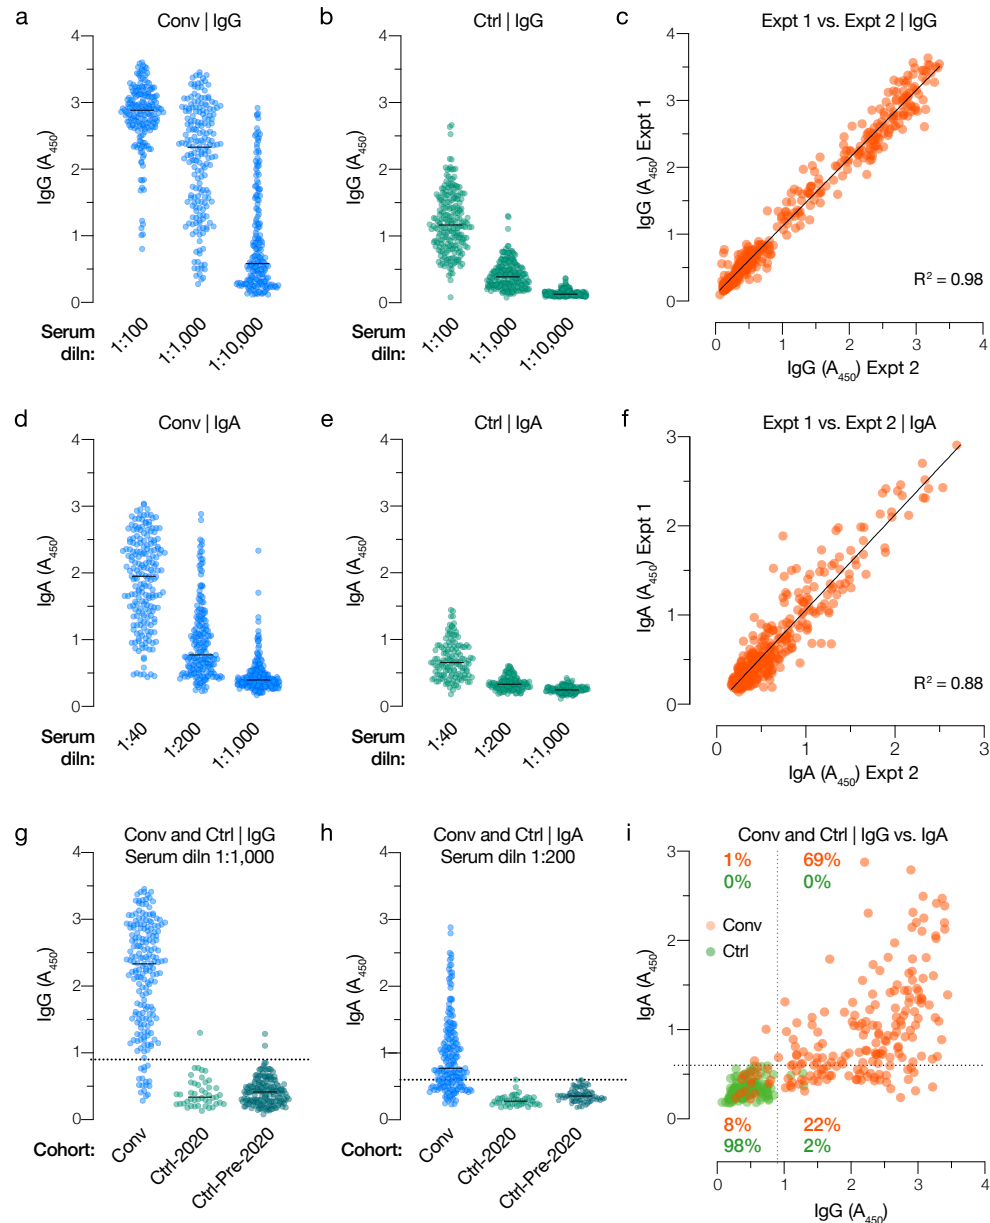 a
Conv | IgG
4
3
2
1
0
IgG (A450)
Serum
diln:
1:100
1:1,000
1:10,000
b
Ctrl | IgG
4
3
2
1
0
IgG (A450)
1:100
1:1,000
1:10,000
c
Expt 1 vs. Expt 2 | IgG
4
3
2
1
0
IgG (A450) Expt 1
R2 = 0.98
0 1 2 3 4
IgG (A450) Expt 2
d
Conv | IgA
4
3
2
1
0
IgA (A450)
Serum
diln:
1:40
1:200
1:1,000
e
Ctrl | IgA
4
3
2
1
0
IgA (A450)
1:40
1:200
1:1,000
f
Expt 1 vs. Expt 2 | IgA
3
2
1
0
IgA (A450) Expt 1
R2 = 0.88
0 1 2 3
IgA (A450) Expt 2
g
Conv and Ctrl | IgG
Serum diln 1:1,000
4
3
2
1
0
IgG (A450)
Cohort:
Conv
Ctrl-2020
Ctrl-Pre-2020
h
Conv and Ctrl | IgA
Serum diln 1:200
4
3
2
1
0
IgA (A450)
Conv
Ctrl-2020
Ctrl-Pre-2020
i
Conv and Ctrl | IgG vs. IgA
1% 69%
0% 0%
Conv
Ctrl
3
2
1
0
IgA (A450)
8% 22%
98% 2%
0 1 2 3 4
IgG (A450)